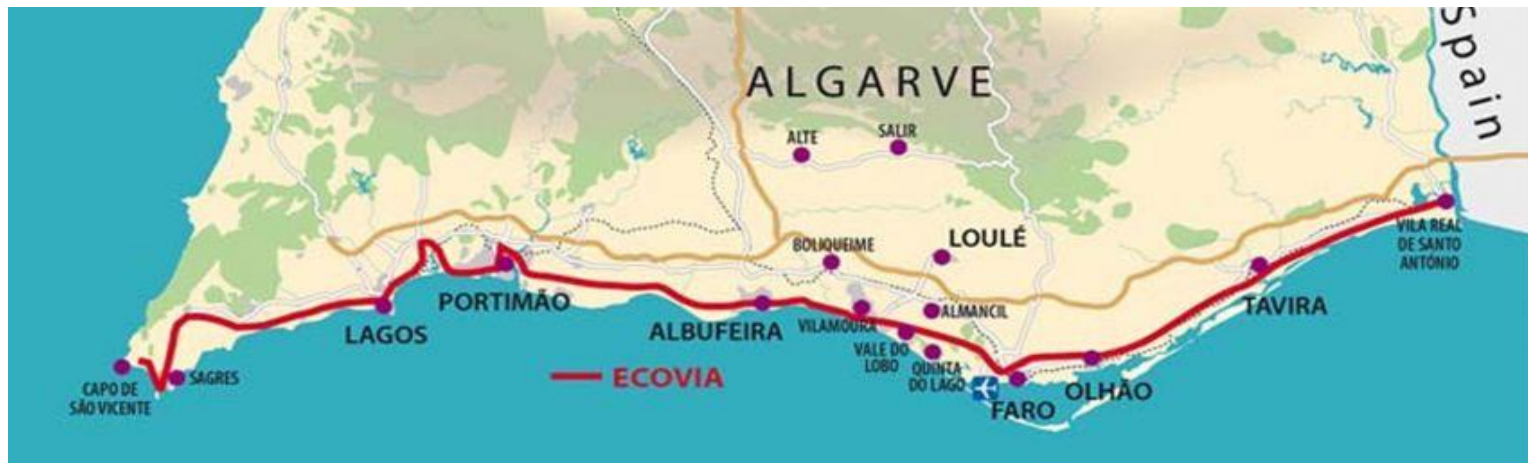 Spain
ALGARVE
ALTE
SALIR
LOULÉ
BOLIQUEIME
VILA REAL
DE SANTO
ANTÓNIO
PORTIMÃO
TAVIRA
LAGOS
ALBUFEIRA
VILAMOURA
ALMANCIL
VALE DO
LOBO
QUINTA
DO LAGO
SAGRES
CAPO DE
SÃO VICENTE
ECOVIA
FARO
OLHÃO